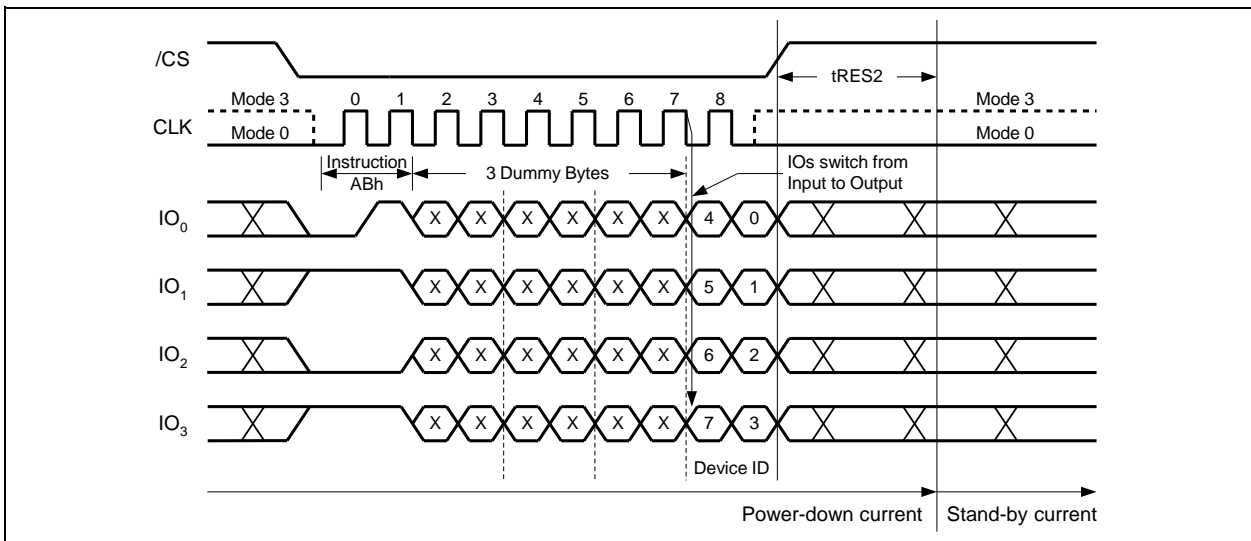 /CS
tRES2
Mode 3 0 1 2 3 4 5 6 7 8 Mode 3
CLK
Mode 0 Mode 0
Instruction
ABh
3 Dummy Bytes
IOs switch from
Input to Output
IO0 X X X X X X 4 0
IO1 X X X X X X 5 1
IO2 X X X X X X 6 2
IO3 X X X X X X 7 3
Device ID
Power-down current Stand-by current